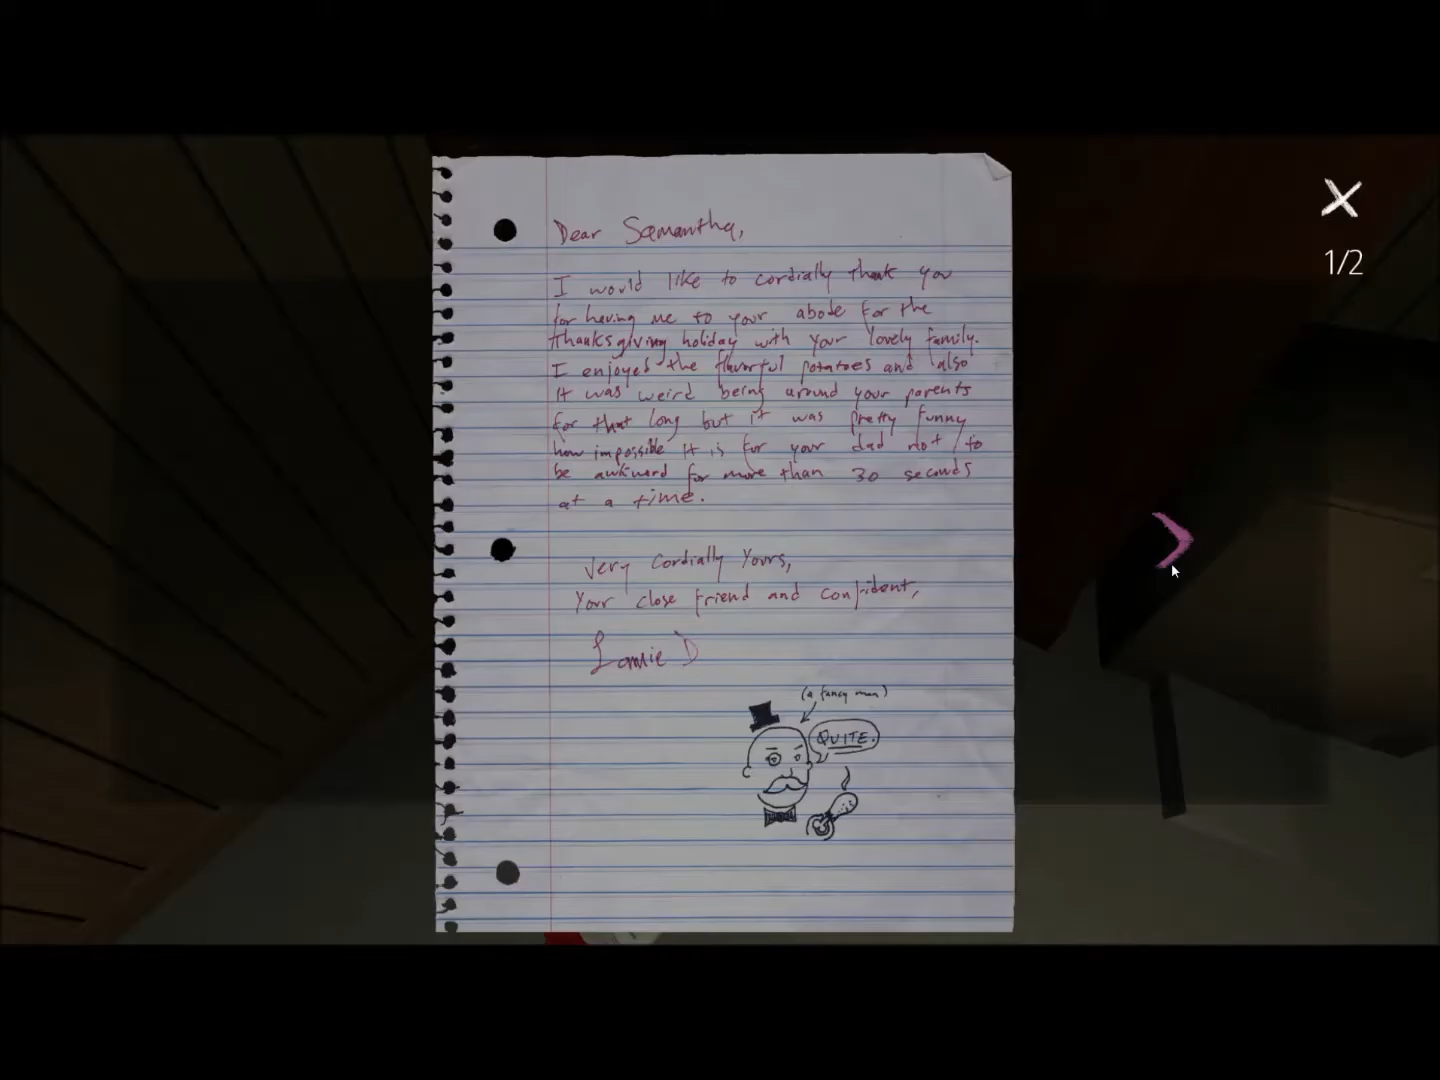 1/2
Dear Samantha,
I would like to cordially thank you
for having me to your abode for the
thanksgiving holiday with your lovely family.
I enjoyed the flavorful potatoes and also
it was weird being around your parents
for that long but it was pretty funny
how impossible it is for your dad not to
be awkward for more than 30 seconds
at a time.
Very Cordially Yours,
Your close friend and confident,
Lonnie D
(a fancy man)
QUITE.